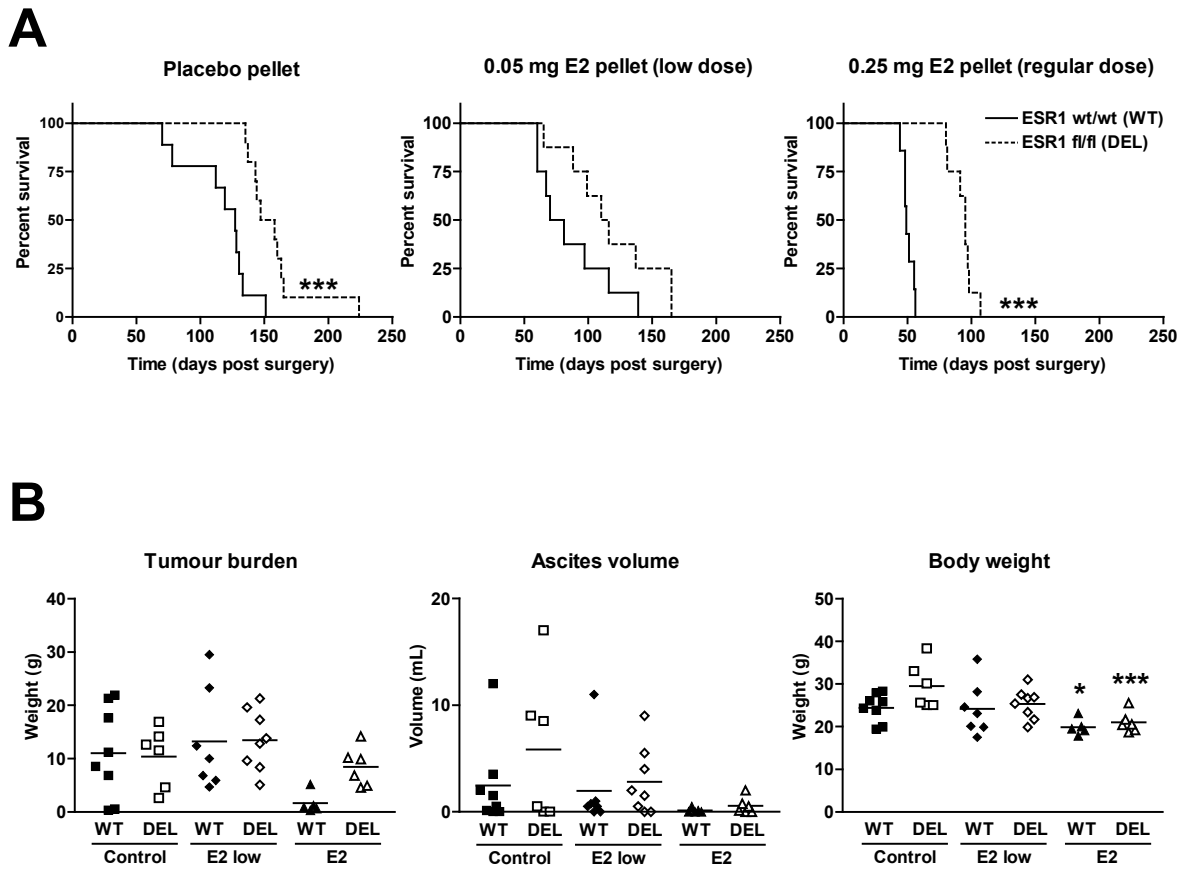 A
Placebo pellet
0.05 mg E2 pellet (low dose)
0.25 mg E2 pellet (regular dose)
Percent survival
100
75
50
25
0
***
0 50 100 150 200 250
Time (days post surgery)
Percent survival
100
75
50
25
0
0 50 100 150 200 250
Time (days post surgery)
Percent survival
100
75
50
25
0
ESR1 wt/wt (WT)
ESR1 fl/fl (DEL)
***
0 50 100 150 200 250
Time (days post surgery)
B
Tumour burden
Weight (g)
40
30
20
10
0
WT DEL WT DEL WT DEL
Control E2 low E2
Ascites volume
Volume (mL)
20
10
0
WT DEL WT DEL WT DEL
Control E2 low E2
Body weight
Weight (g)
50
40
30
20
10
0
* ***
WT DEL WT DEL WT DEL
Control E2 low E2